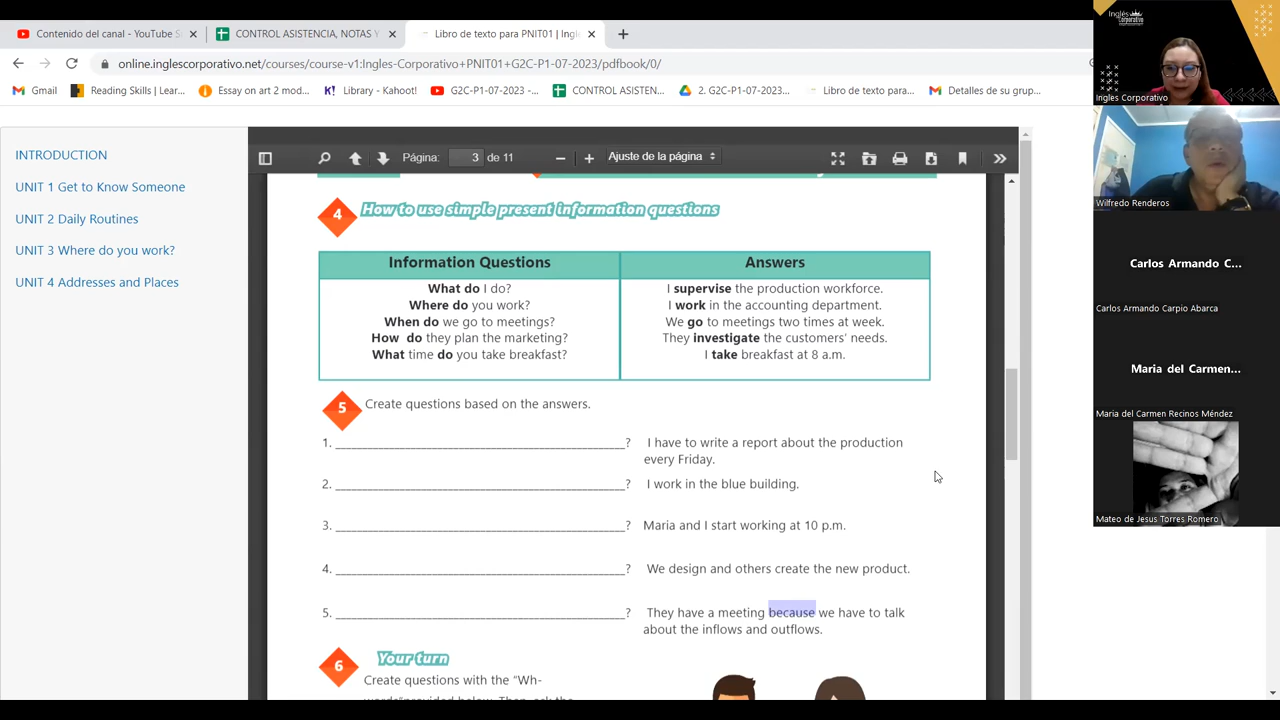 Contenido del canal - YouTube S
CONTROL ASISTENCIA, NOTAS Y
Libro de texto para PNIT01 | Ingl
online.inglescorporativo.net/courses/course-v1:Ingles-Corporativo+PNIT01+G2C-P1-07-2023/pdfbook/0/
Gmail
Reading Skills | Lear...
Essay on art 2 mod...
Library - Kahoot!
G2C-P1-07-2023 -...
CONTROL ASISTEN...
2. G2C-P1-07-2023...
Libro de texto para...
Detalles de su grup...
INTRODUCTION
UNIT 1 Get to Know Someone
UNIT 2 Daily Routines
UNIT 3 Where do you work?
UNIT 4 Addresses and Places
Página: 3 de 11
Ajuste de la página
4 How to use simple present information questions
Information Questions
Answers
What do I do?
I supervise the production workforce.
Where do you work?
I work in the accounting department.
When do we go to meetings?
We go to meetings two times at week.
How do they plan the marketing?
They investigate the customers' needs.
What time do you take breakfast?
I take breakfast at 8 a.m.
5 Create questions based on the answers.
1. ______________________________________? I have to write a report about the production
every Friday.
2. ______________________________________? I work in the blue building.
3. ______________________________________? Maria and I start working at 10 p.m.
4. ______________________________________? We design and others create the new product.
5. ______________________________________? They have a meeting because we have to talk
about the inflows and outflows.
6 Your turn
Create questions with the "Wh-
Inglés
Corporativo
Ingles Corporativo
Wilfredo Renderos
Carlos Armando C...
Carlos Armando Carpio Abarca
Maria del Carmen...
Maria del Carmen Recinos Méndez
Mateo de Jesus Torres Romero